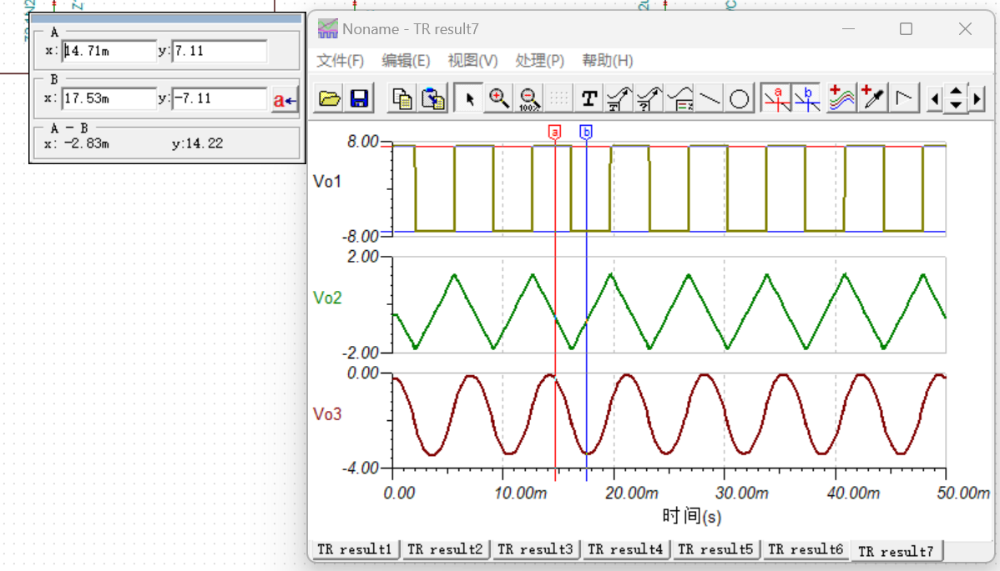 A
x: 14.71m y: 7.11
B
x: 17.53m y: -7.11 a←
A - B
x: -2.83m y:14.22
Noname - TR result7
文件(F) 编辑(E) 视图(V) 处理(P) 帮助(H)
100% T T ? a b
a b
8.00
Vo1
-8.00
2.00
Vo2
-2.00
0.00
Vo3
-4.00
0.00 10.00m 20.00m 30.00m 40.00m 50.00m
时间(s)
TR result1 TR result2 TR result3 TR result4 TR result5 TR result6 TR result7